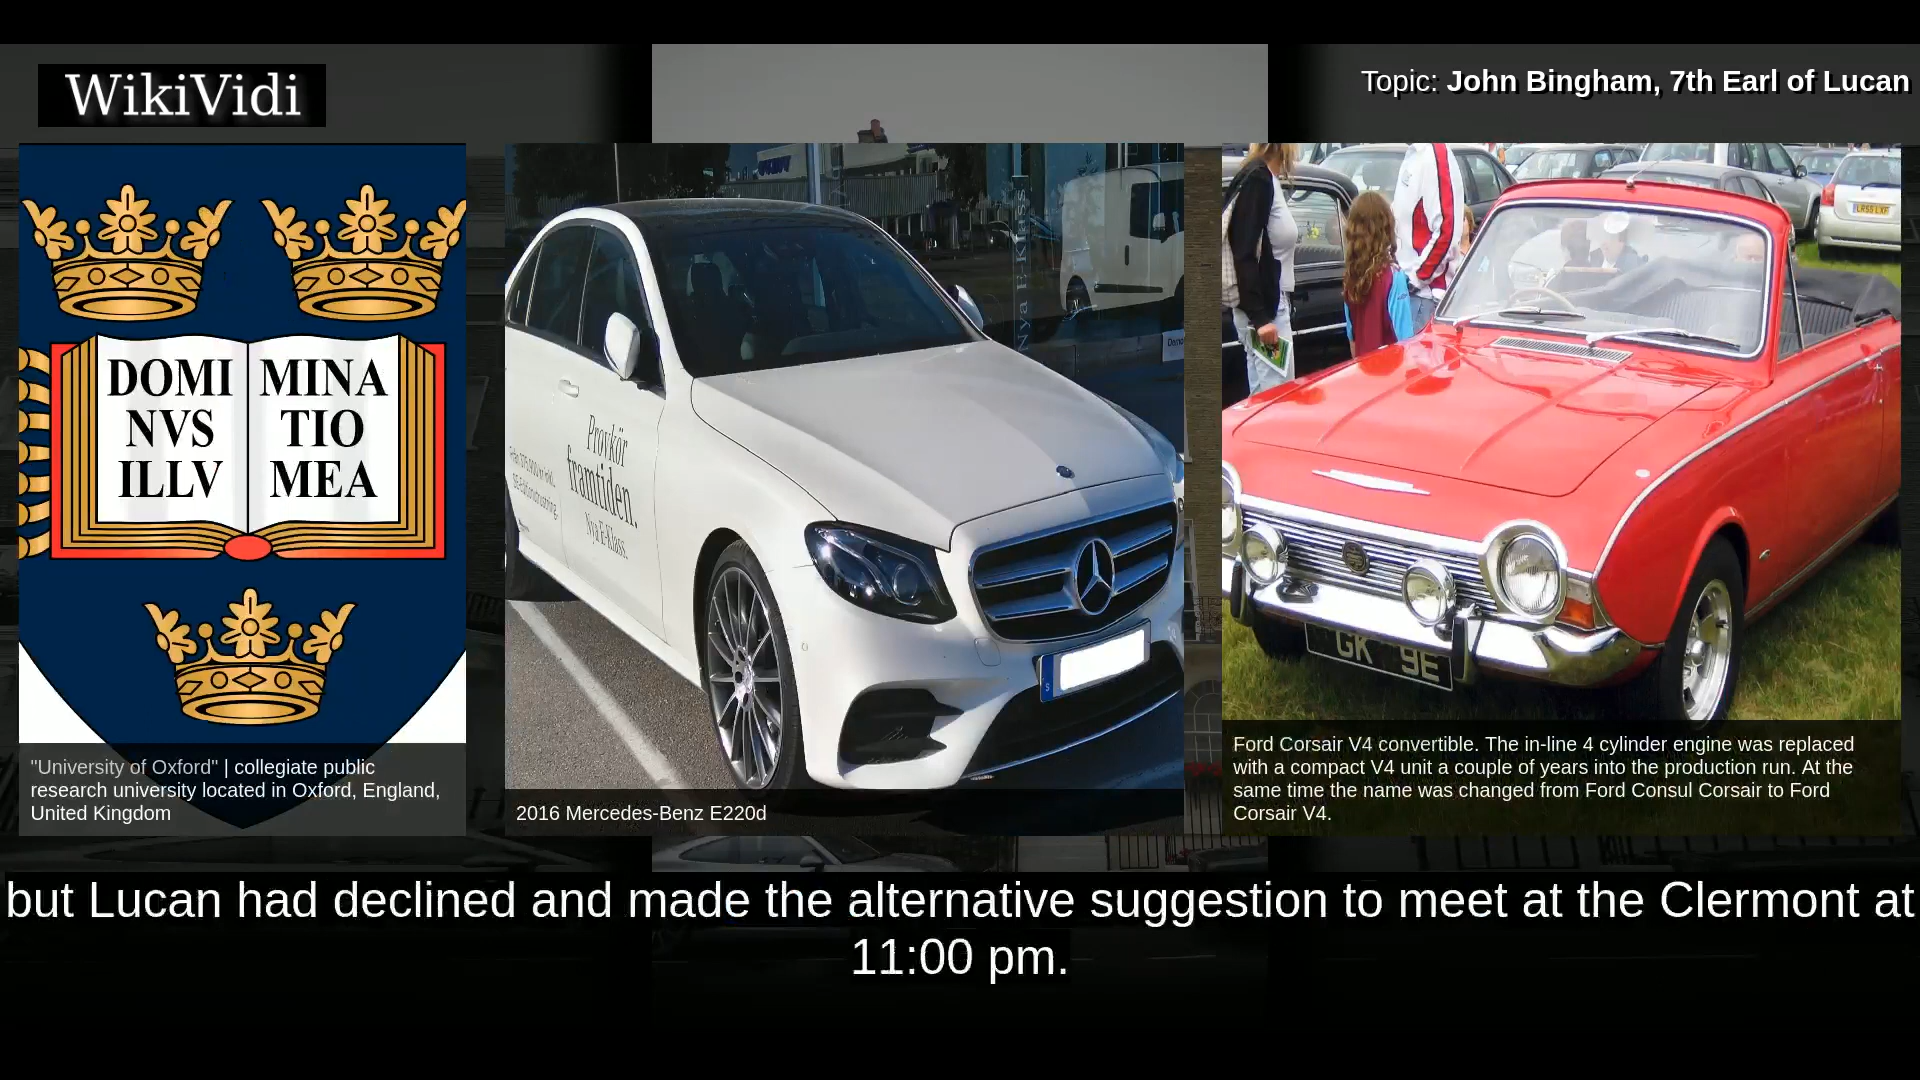 WikiVidi
Topic: John Bingham, 7th Earl of Lucan
DOMI MINA
NVS TIO
ILLV MEA
"University of Oxford" | collegiate public
research university located in Oxford, England,
United Kingdom
Provkör
framtiden.
Nya E-Klass.
Nya E-Klass
2016 Mercedes-Benz E220d
LR55 LXF
GK 9E
Ford Corsair V4 convertible. The in-line 4 cylinder engine was replaced
with a compact V4 unit a couple of years into the production run. At the
same time the name was changed from Ford Consul Corsair to Ford
Corsair V4.
but Lucan had declined and made the alternative suggestion to meet at the Clermont at
11:00 pm.